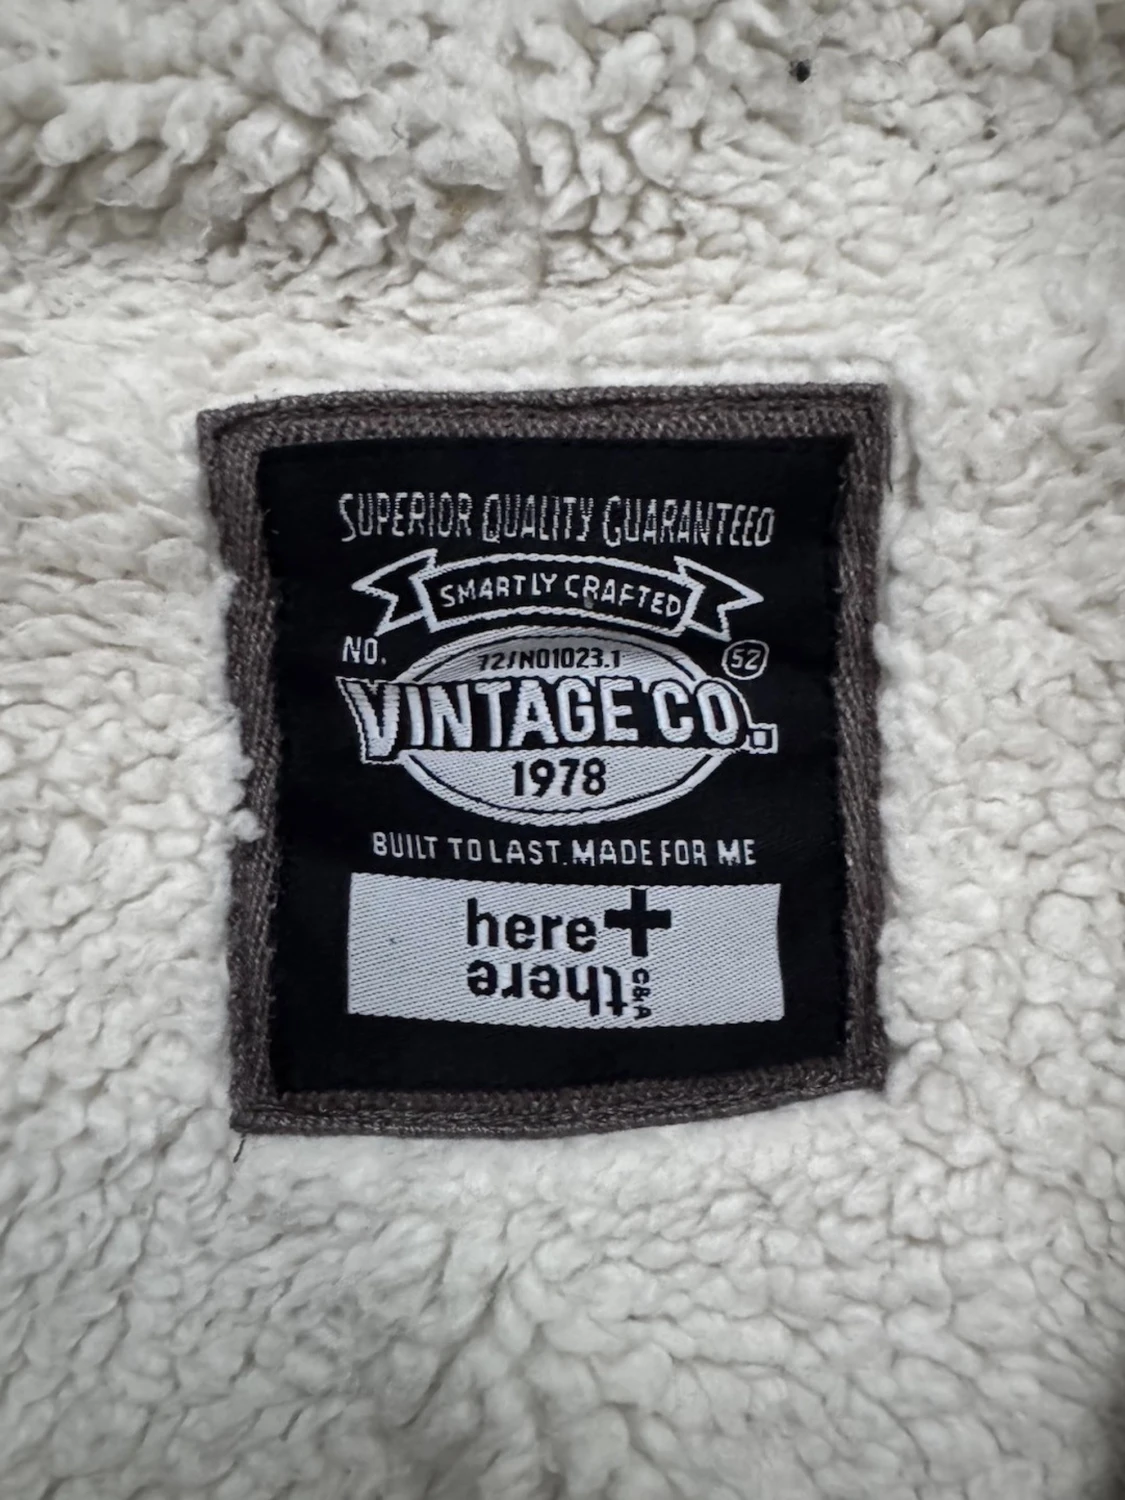 SUPERIOR QUALITY GUARANTEED
SMARTLY CRAFTED
NO.
72/N01023.1
52
VINTAGE CO.
1978
BUILT TO LAST. MADE FOR ME
here+
there
C&A